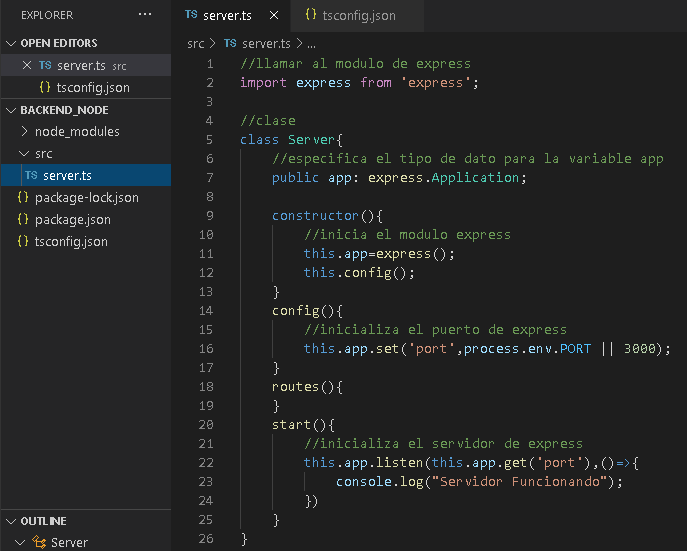 EXPLORER ...
OPEN EDITORS
TS server.ts src
{} tsconfig.json
BACKEND_NODE
node_modules
src
TS server.ts
{} package-lock.json
{} package.json
{} tsconfig.json
OUTLINE
Server
TS server.ts × {} tsconfig.json
src > TS server.ts > ...
1 //llamar al modulo de express
2 import express from 'express';
3
4 //clase
5 class Server{
6 //especifica el tipo de dato para la variable app
7 public app: express.Application;
8
9 constructor(){
10 //inicia el modulo express
11 this.app=express();
12 this.config();
13 }
14 config(){
15 //inicializa el puerto de express
16 this.app.set('port',process.env.PORT || 3000);
17 }
18 routes(){
19 }
20 start(){
21 //inicializa el servidor de express
22 this.app.listen(this.app.get('port'),()=>{
23 console.log("Servidor Funcionando");
24 })
25 }
26 }